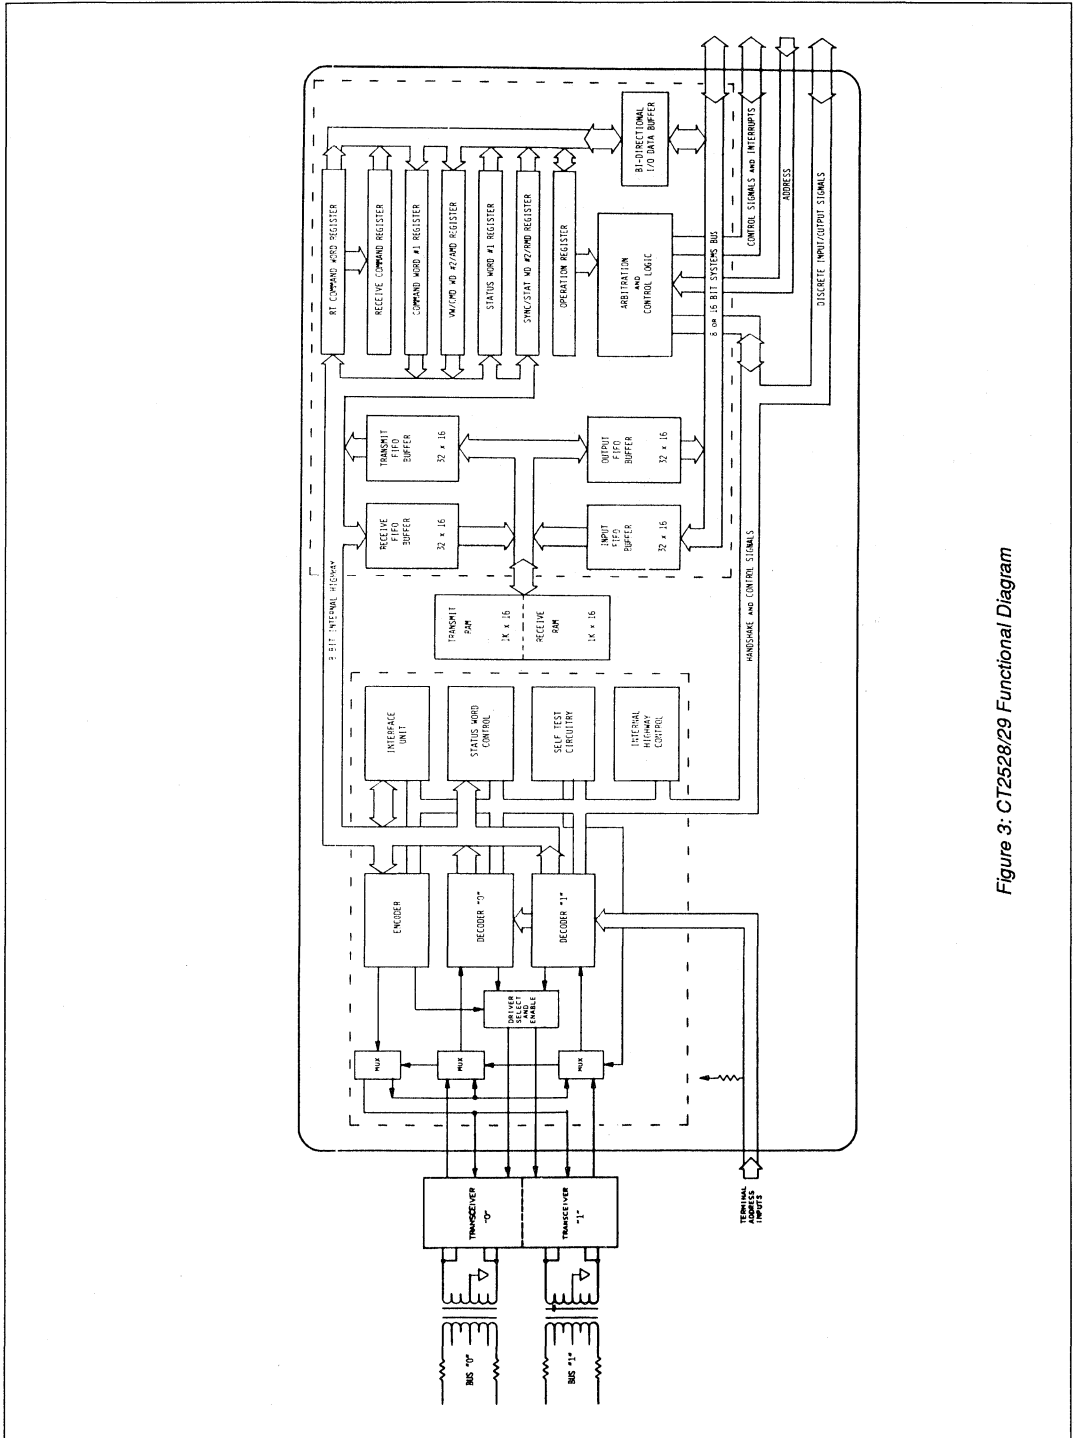 BUS "0"
BUS "1"
TRANSCEIVER
"0"
TRANSCEIVER
"1"
TERMINAL
ADDRESS
INPUTS
MUX
MUX
MUX
DRIVER
SELECT
AND
ENABLE
ENCODER
DECODER "0"
DECODER "1"
INTERFACE
UNIT
STATUS WORD
CONTROL
SELF TEST
CIRCUITRY
INTERNAL
HIGHWAY
CONTROL
8 BIT INTERNAL HIGHWAY
TRANSMIT
RAM
1K x 16
RECEIVE
RAM
1K x 16
RECEIVE
FIFO
BUFFER
32 x 16
TRANSMIT
FIFO
BUFFER
32 x 16
INPUT
FIFO
BUFFER
32 x 16
OUTPUT
FIFO
BUFFER
32 x 16
RT COMMAND WORD REGISTER
RECEIVE COMMAND REGISTER
COMMAND WORD #1 REGISTER
VW/CMD WD #2/AMD REGISTER
STATUS WORD #1 REGISTER
SYNC/STAT WD #2/RMD REGISTER
OPERATION REGISTER
ARBITRATION
AND
CONTROL LOGIC
BI-DIRECTIONAL
I/O DATA BUFFER
8 OR 16 BIT SYSTEMS BUS
CONTROL SIGNALS AND INTERRUPTS
ADDRESS
DISCRETE INPUT/OUTPUT SIGNALS
HANDSHAKE AND CONTROL SIGNALS
Figure 3: CT2528/29 Functional Diagram